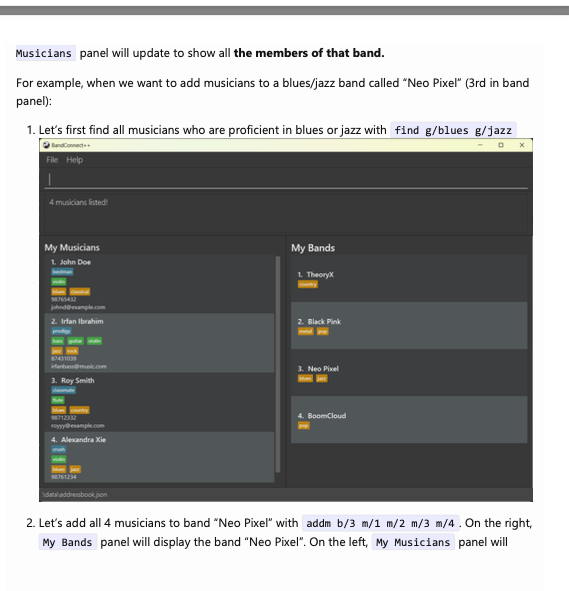 Musicians panel will update to show all the members of that band.
For example, when we want to add musicians to a blues/jazz band called “Neo Pixel” (3rd in band
panel):
1. Let’s first find all musicians who are proficient in blues or jazz with find g/blues g/jazz
BandConnect++
File Help
4 musicians listed!
My Musicians
1. John Doe
bestman
violin
blues classical
98765432
johnd@example.com
2. Irfan Ibrahim
prodigy
bass guitar violin
jazz rock
87431039
irfanbass@music.com
3. Roy Smith
classmate
flute
blues country
98712332
royyy@example.com
4. Alexandra Xie
crush
violin
blues jazz
98761234
My Bands
1. TheoryX
country
2. Black Pink
metal pop
3. Neo Pixel
blues jazz
4. BoomCloud
pop
\data\addressbook.json
2. Let’s add all 4 musicians to band “Neo Pixel” with addm b/3 m/1 m/2 m/3 m/4 . On the right,
My Bands panel will display the band “Neo Pixel”. On the left, My Musicians panel will